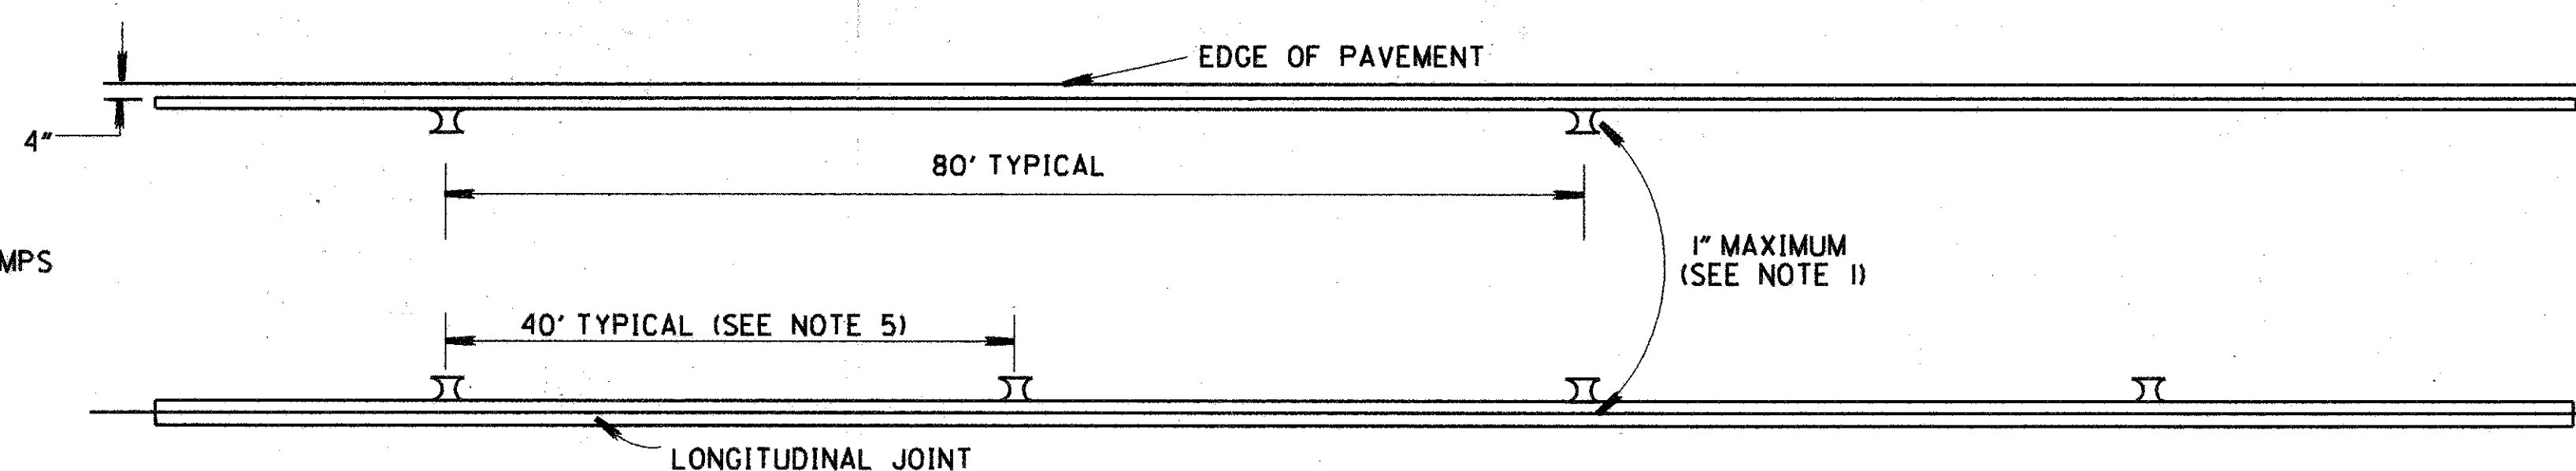 EDGE OF PAVEMENT
4"
80' TYPICAL
1" MAXIMUM
(SEE NOTE 1)
MPS
40' TYPICAL (SEE NOTE 5)
LONGITUDINAL JOINT